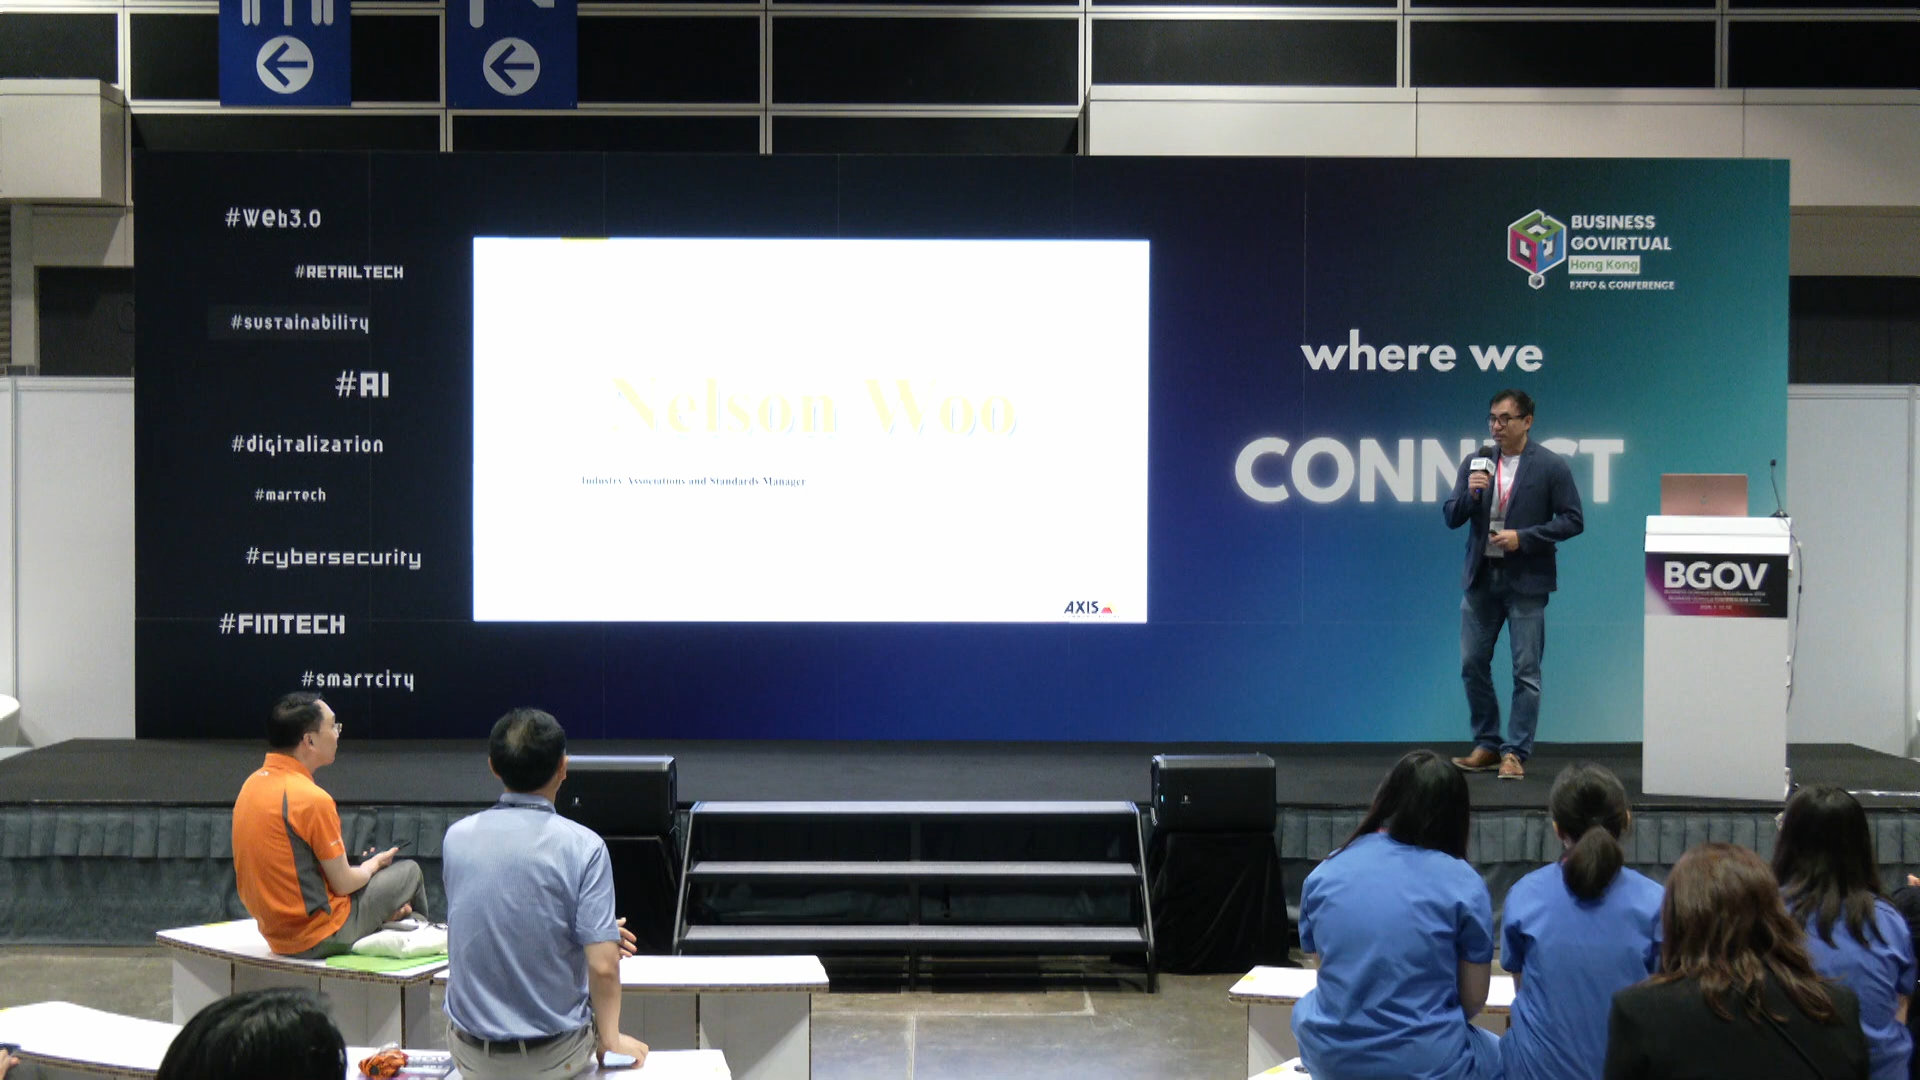 #Web3.0
#RETAILTECH
#sustainability
#AI
#digitalization
#martech
#cybersecurity
#FINTECH
#smartcity
Nelson Woo
Industry Associations and Standards Manager
AXIS
BUSINESS
GOVIRTUAL
Hong Kong
EXPO & CONFERENCE
where we
CONN CT
BGOV